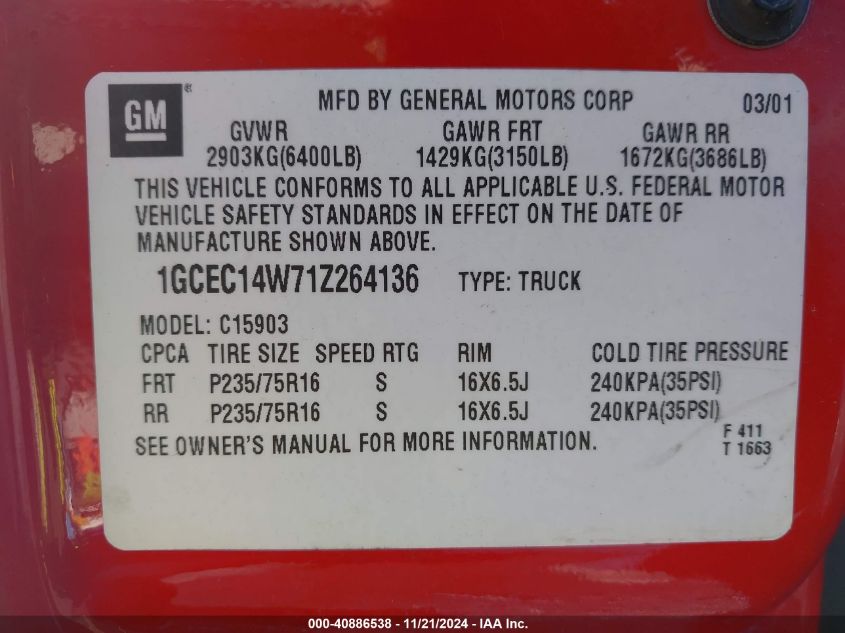 GM®
MFD BY GENERAL MOTORS CORP 03/01
GVWR GAWR FRT GAWR RR
2903KG(6400LB) 1429KG(3150LB) 1672KG(3686LB)
THIS VEHICLE CONFORMS TO ALL APPLICABLE U.S. FEDERAL MOTOR
VEHICLE SAFETY STANDARDS IN EFFECT ON THE DATE OF
MANUFACTURE SHOWN ABOVE.
1GCEC14W71Z264136 TYPE: TRUCK
MODEL: C15903
CPCA TIRE SIZE SPEED RTG RIM COLD TIRE PRESSURE
FRT P235/75R16 S 16X6.5J 240KPA(35PSI)
RR P235/75R16 S 16X6.5J 240KPA(35PSI)
SEE OWNER'S MANUAL FOR MORE INFORMATION.
F 411
T 1663
000-40886538 - 11/21/2024 - IAA Inc.